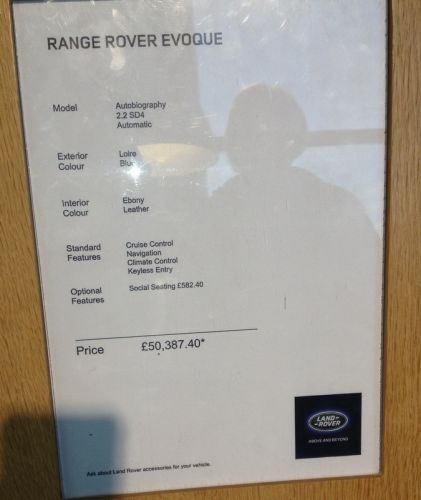 RANGE ROVER EVOQUE
Model Autobiography
2.2 SD4
Automatic
Exterior Loire
Colour Blue
Interior Ebony
Colour Leather
Standard Cruise Control
Features Navigation
Climate Control
Keyless Entry
Optional Social Seating £582.40
Features
Price £50,387.40*
LAND-
-ROVER
ABOVE AND BEYOND
Ask about Land Rover accessories for your vehicle.